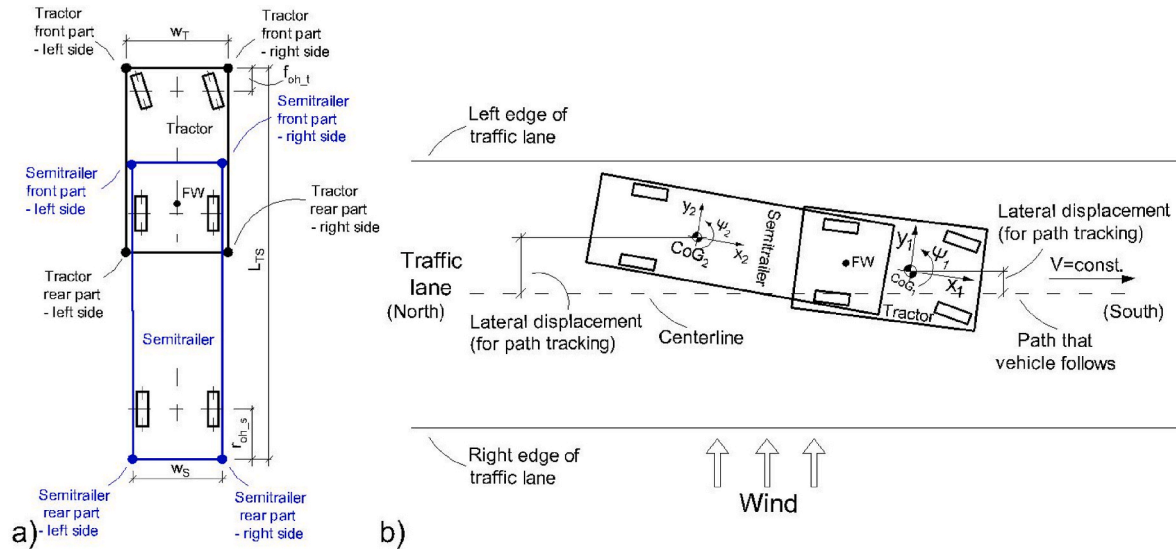 Tractor
front part
- left side
w_T
Tractor
front part
- right side
f_oh_t
Semitrailer
front part
- right side
Tractor
Semitrailer
front part
- left side
FW
Tractor
rear part
- right side
L_TS
Tractor
rear part
- left side
Semitrailer
r_oh_s
w_S
Semitrailer
rear part
- left side
Semitrailer
rear part
- right side
a)
Left edge of
traffic lane
y_2
ψ_2
x_2
CoG_2
Semitrailer
FW
y_1
ψ_1
x_1
CoG_1
Tractor
Lateral displacement
(for path tracking)
V=const.
Traffic
lane
(North)
(South)
Lateral displacement
(for path tracking)
Centerline
Path that
vehicle follows
Right edge of
traffic lane
Wind
b)